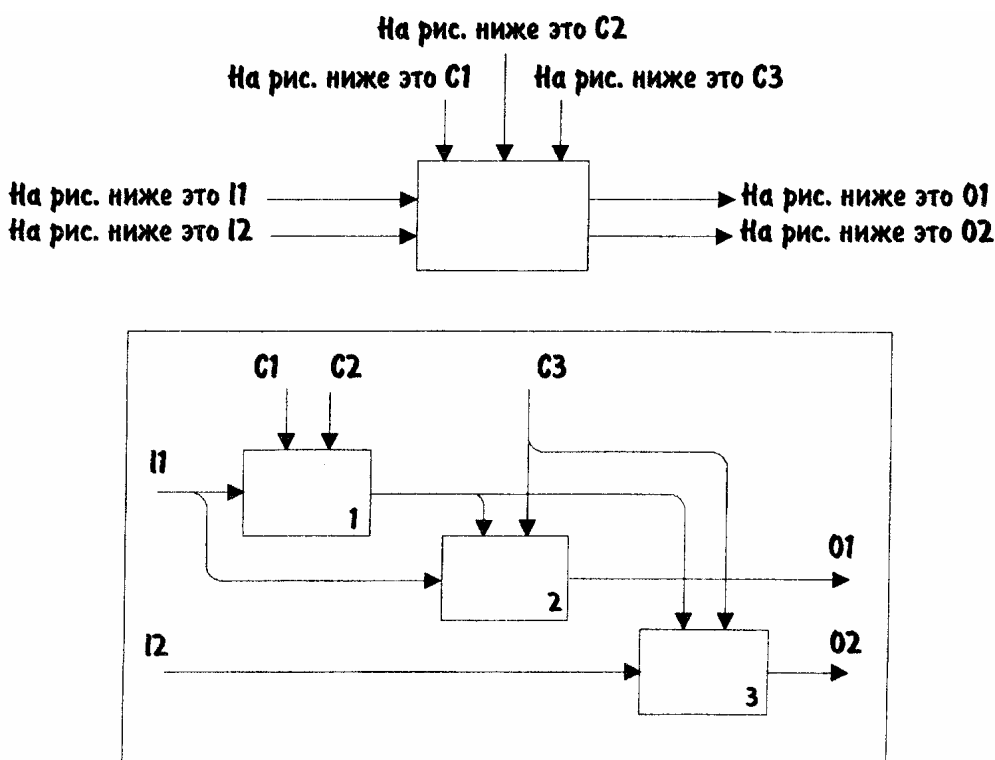 На рис. ниже это C2
На рис. ниже это C1
На рис. ниже это C3
На рис. ниже это I1
На рис. ниже это O1
На рис. ниже это I2
На рис. ниже это O2
C1
C2
C3
I1
1
O1
2
I2
O2
3